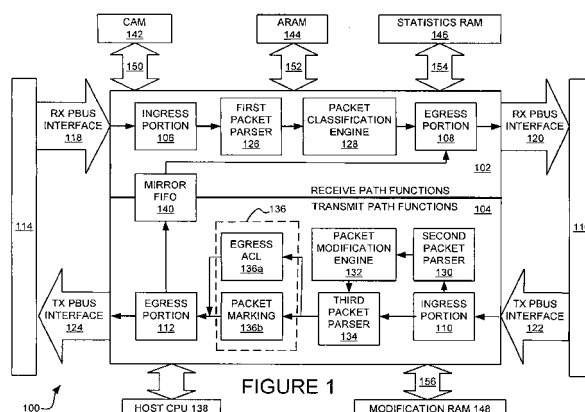 CAM
142
ARAM
144
STATISTICS RAM
146
150
152
154
RX PBUS
INTERFACE
118
INGRESS
PORTION
106
FIRST
PACKET
PARSER
126
PACKET
CLASSIFICATION
ENGINE
128
EGRESS
PORTION
108
RX PBUS
INTERFACE
120
102
MIRROR
FIFO
140
RECEIVE PATH FUNCTIONS
TRANSMIT PATH FUNCTIONS
104
114
116
136
EGRESS
ACL
136a
PACKET
MODIFICATION
ENGINE
132
SECOND
PACKET
PARSER
130
TX PBUS
INTERFACE
124
EGRESS
PORTION
112
PACKET
MARKING
136b
THIRD
PACKET
PARSER
134
INGRESS
PORTION
110
TX PBUS
INTERFACE
122
100
FIGURE 1
156
HOST CPU 138
MODIFICATION RAM 148